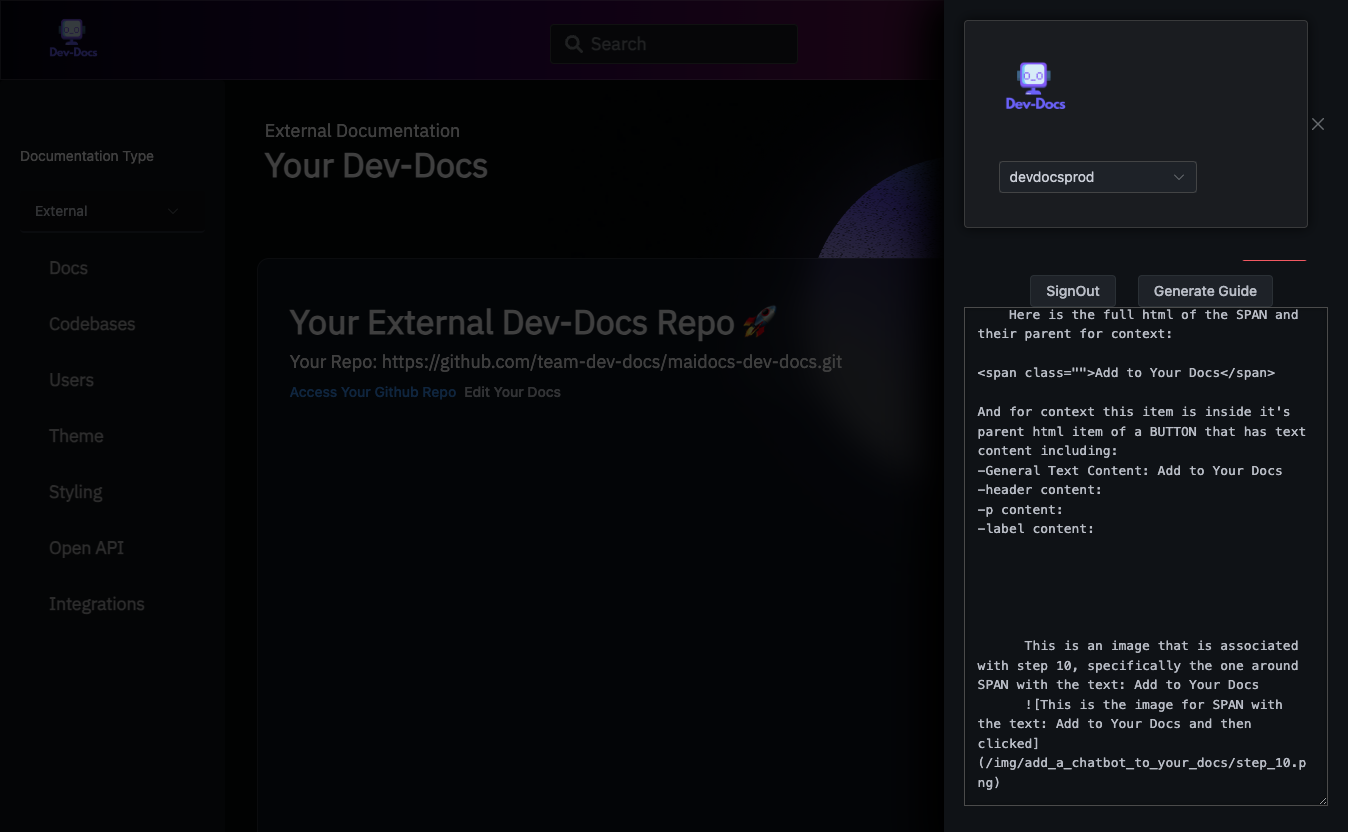 Dev-Docs
Search
Documentation Type
External
Docs
Codebases
Users
Theme
Styling
Open API
Integrations
External Documentation
Your Dev-Docs
Your External Dev-Docs Repo 🚀
Your Repo: https://github.com/team-dev-docs/maidocs-dev-docs.git
Access Your Github Repo Edit Your Docs
Dev-Docs
devdocsprod
SignOut Generate Guide
Here is the full html of the SPAN and
their parent for context:
<span class="">Add to Your Docs</span>
And for context this item is inside it's
parent html item of a BUTTON that has text
content including:
-General Text Content: Add to Your Docs
-header content:
-p content:
-label content:
This is an image that is associated
with step 10, specifically the one around
SPAN with the text: Add to Your Docs
![This is the image for SPAN with
the text: Add to Your Docs and then
clicked]
(/img/add_a_chatbot_to_your_docs/step_10.p
ng)